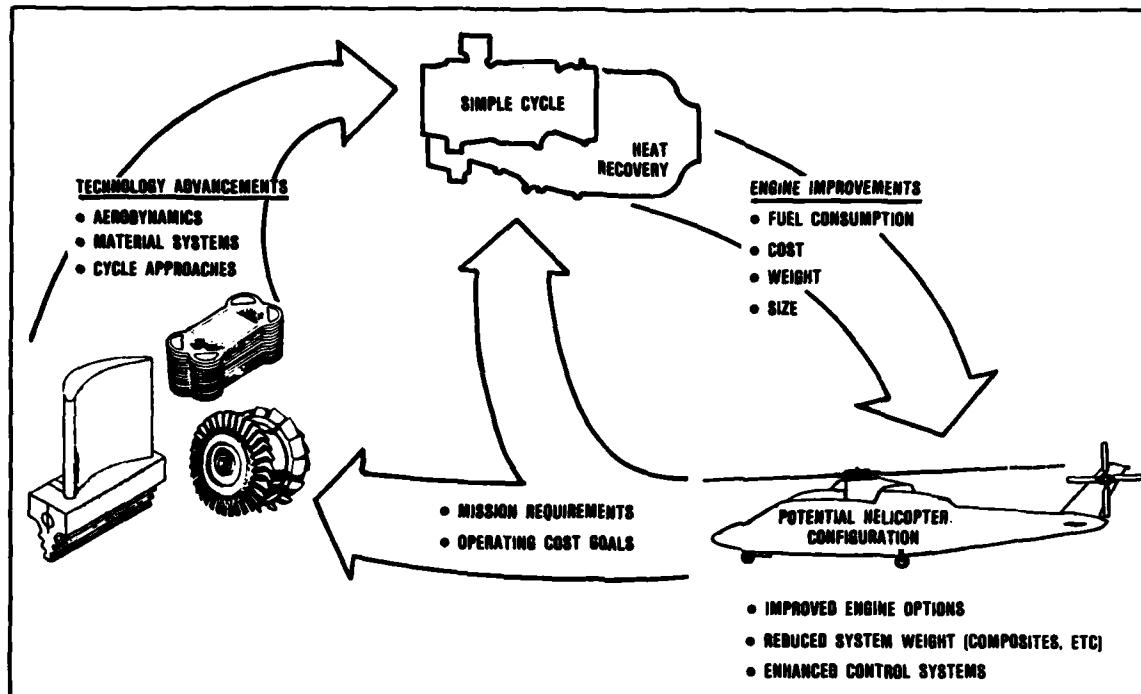 SIMPLE CYCLE
HEAT
RECOVERY
TECHNOLOGY ADVANCEMENTS
• AERODYNAMICS
• MATERIAL SYSTEMS
• CYCLE APPROACHES
ENGINE IMPROVEMENTS
• FUEL CONSUMPTION
• COST
• WEIGHT
• SIZE
• MISSION REQUIREMENTS
• OPERATING COST GOALS
POTENTIAL HELICOPTER
CONFIGURATION
• IMPROVED ENGINE OPTIONS
• REDUCED SYSTEM WEIGHT (COMPOSITES, ETC)
• ENHANCED CONTROL SYSTEMS